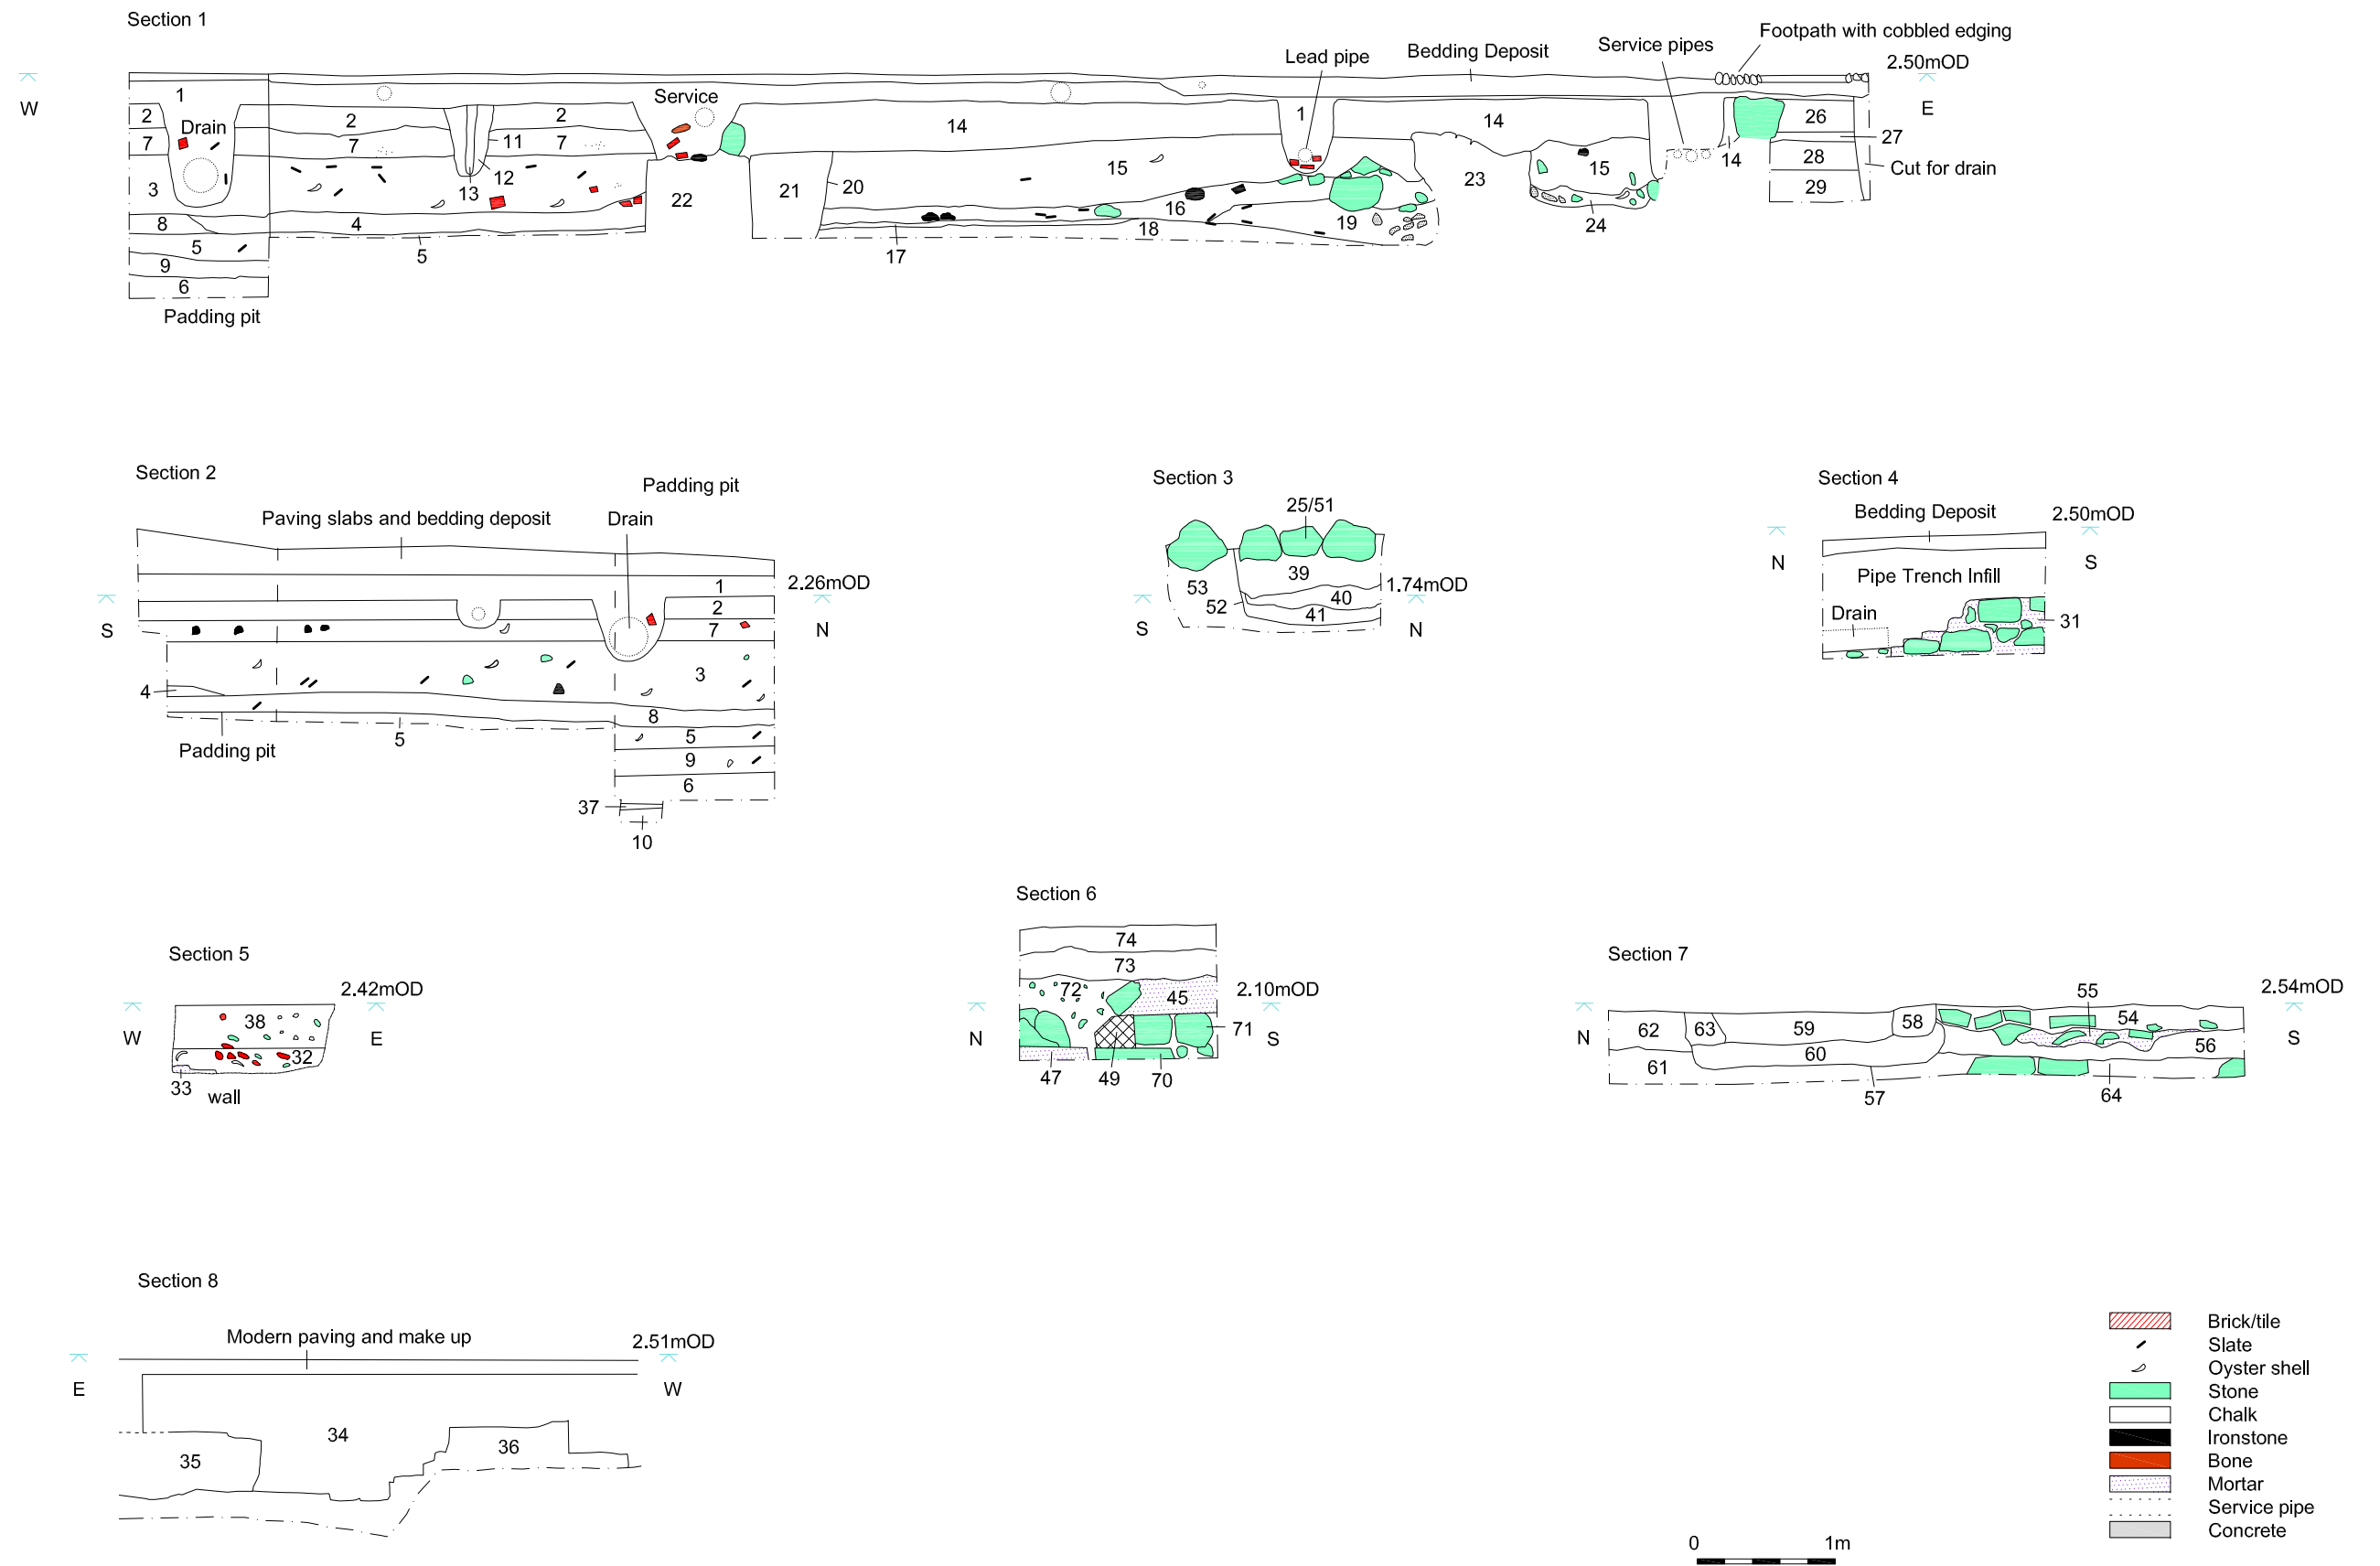 Section 1
Footpath with cobbled edging
Service pipes
Bedding Deposit
Lead pipe
2.50mOD
W
E
1
Service
2
Drain
2
2
14
1
14
26
7
7
11
7
27
15
15
14
28
Cut for drain
3
12
13
22
21
20
23
29
16
8
4
18
19
24
5
5
17
9
6
Padding pit
Section 2
Padding pit
Paving slabs and bedding deposit
Drain
1
2.26mOD
2
S
7
N
3
4
8
Padding pit
5
5
9
6
37
10
Section 3
25/51
39
53
1.74mOD
40
52
41
S
N
Section 4
Bedding Deposit
2.50mOD
N
S
Pipe Trench Infill
Drain
31
Section 5
2.42mOD
38
W
E
32
33
wall
Section 6
74
73
72
45
2.10mOD
71
N
S
47
49
70
Section 7
55
2.54mOD
62
63
59
58
54
N
S
60
56
61
57
64
Section 8
Modern paving and make up
2.51mOD
E
W
34
36
35
Brick/tile
Slate
Oyster shell
Stone
Chalk
Ironstone
Bone
Mortar
Service pipe
Concrete
0
1m